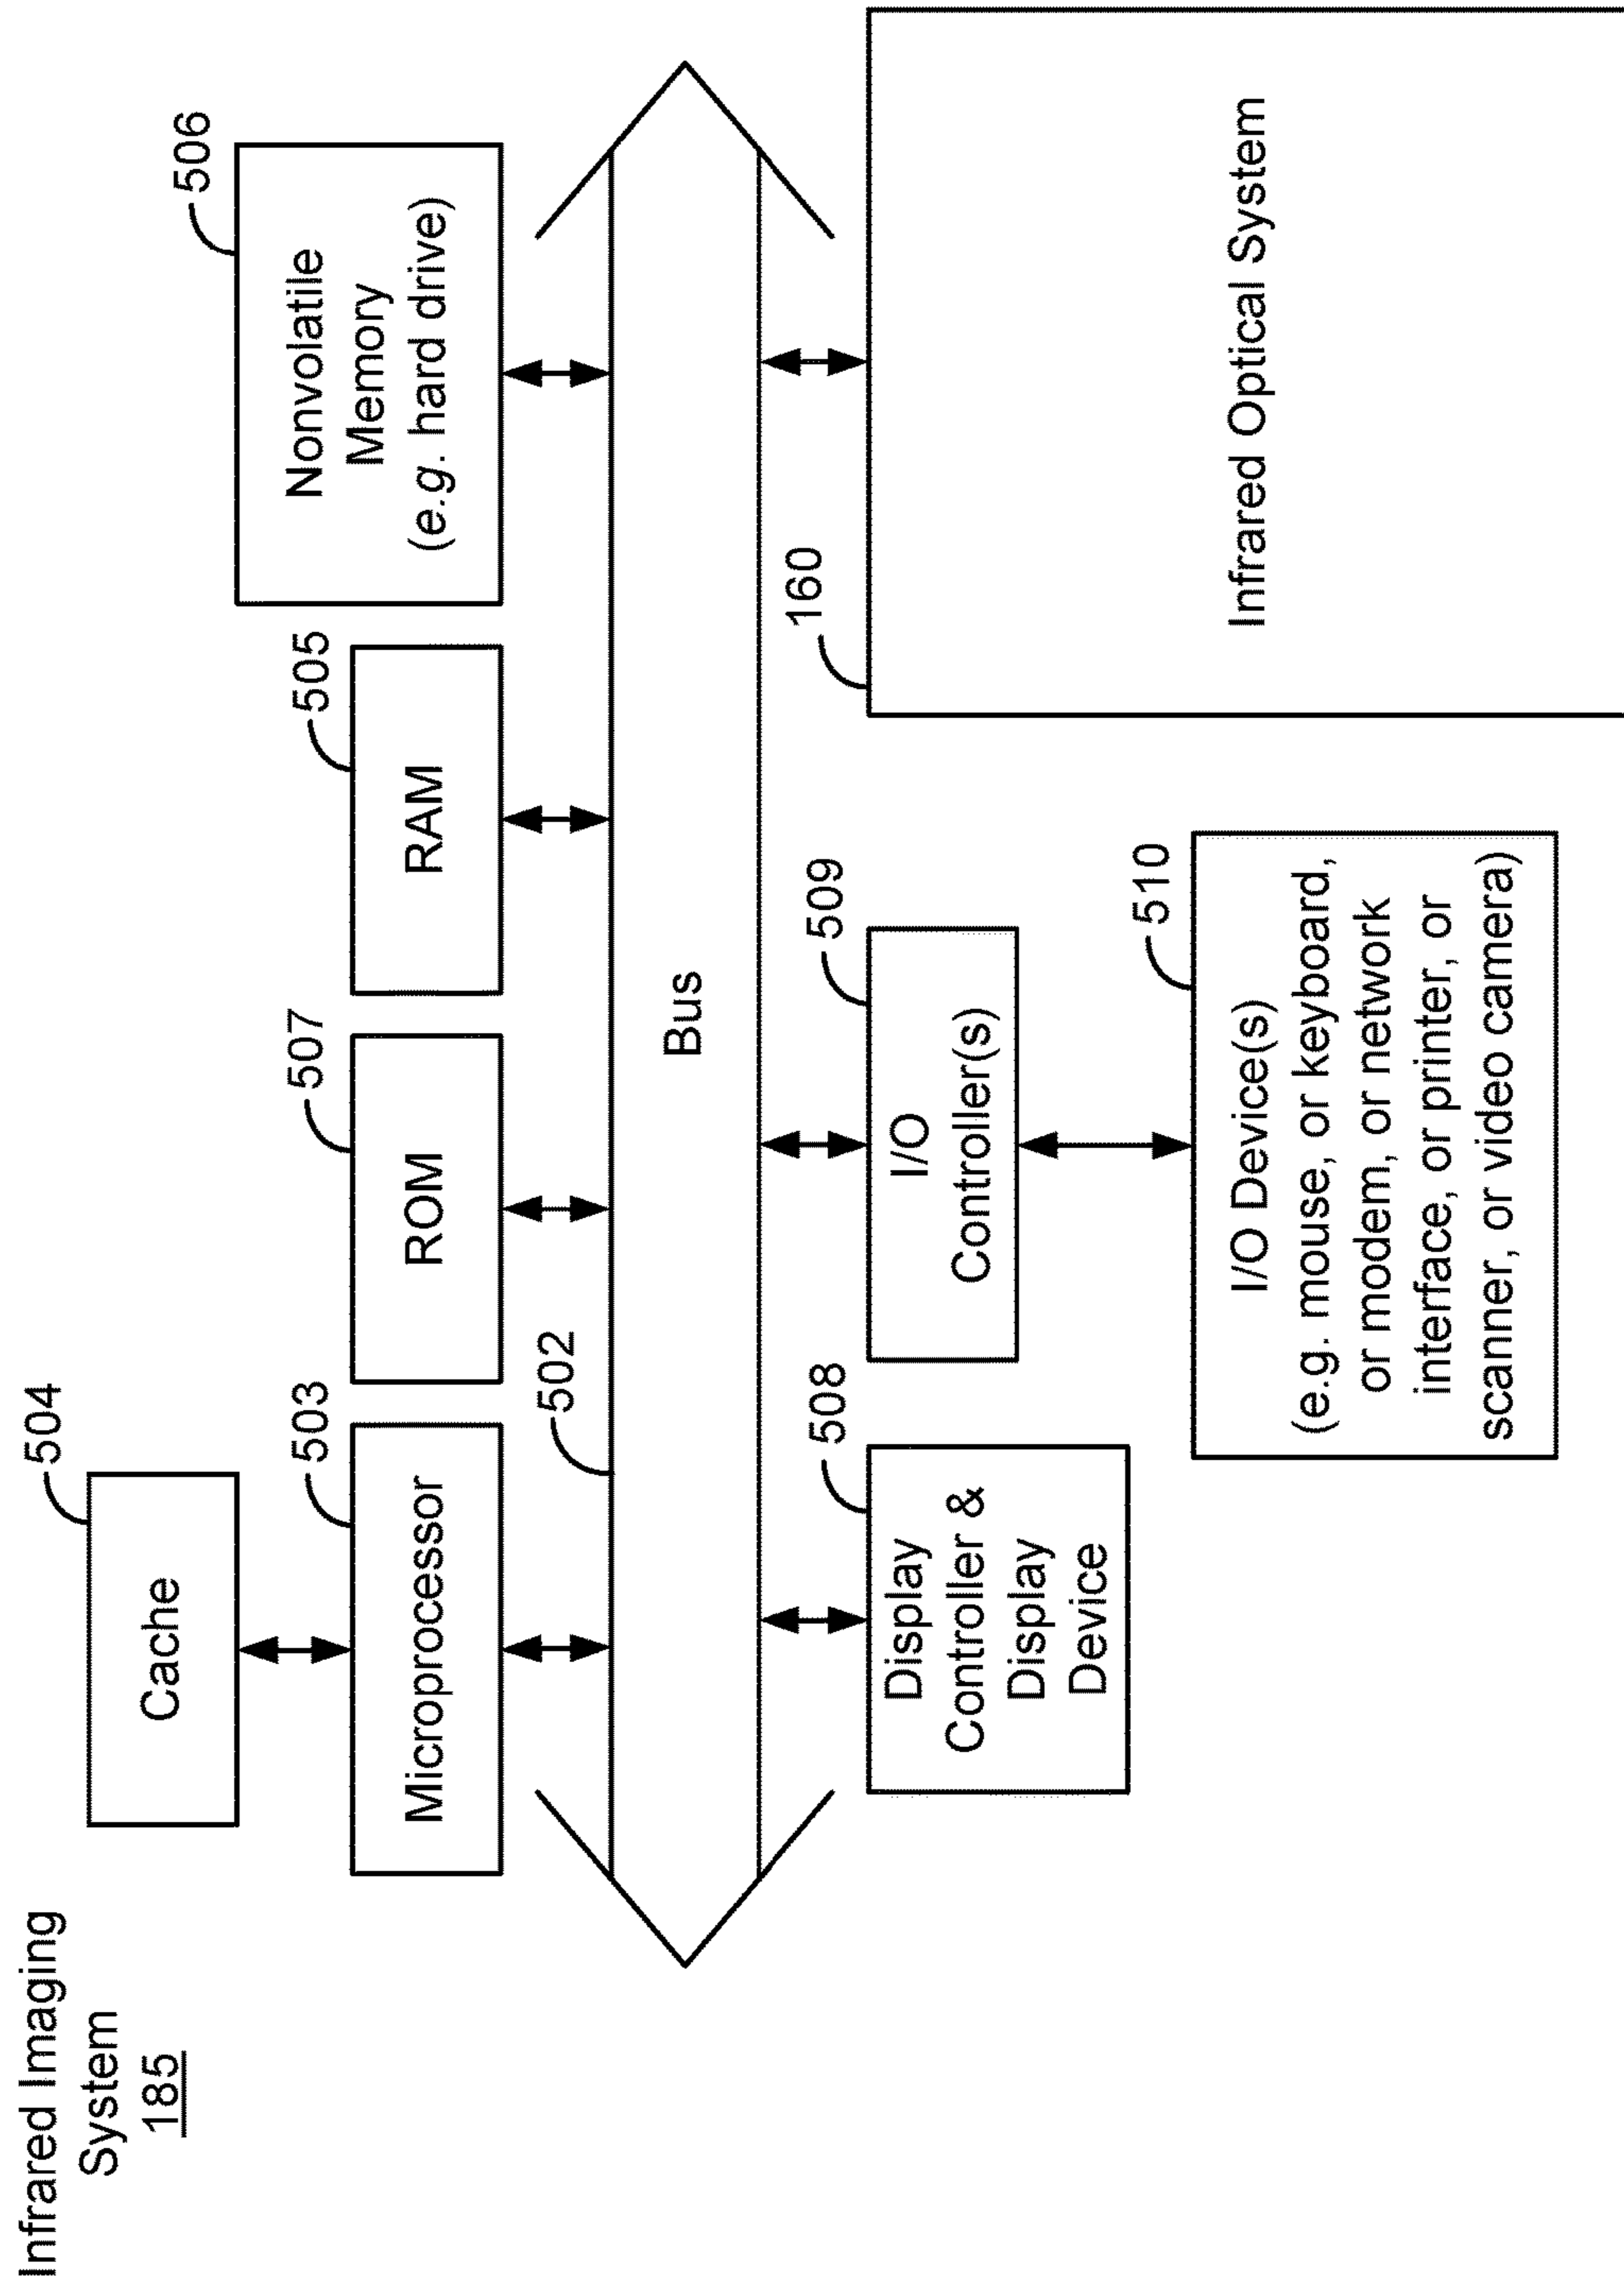 Infrared Imaging
System
185
504
Cache
503
Microprocessor
507
ROM
505
RAM
506
Nonvolatile
Memory
(e.g. hard drive)
502
Bus
508
Display
Controller &
Display
Device
509
I/O
Controller(s)
510
I/O Device(s)
(e.g. mouse, or keyboard,
or modem, or network
interface, or printer, or
scanner, or video camera)
160
Infrared Optical System